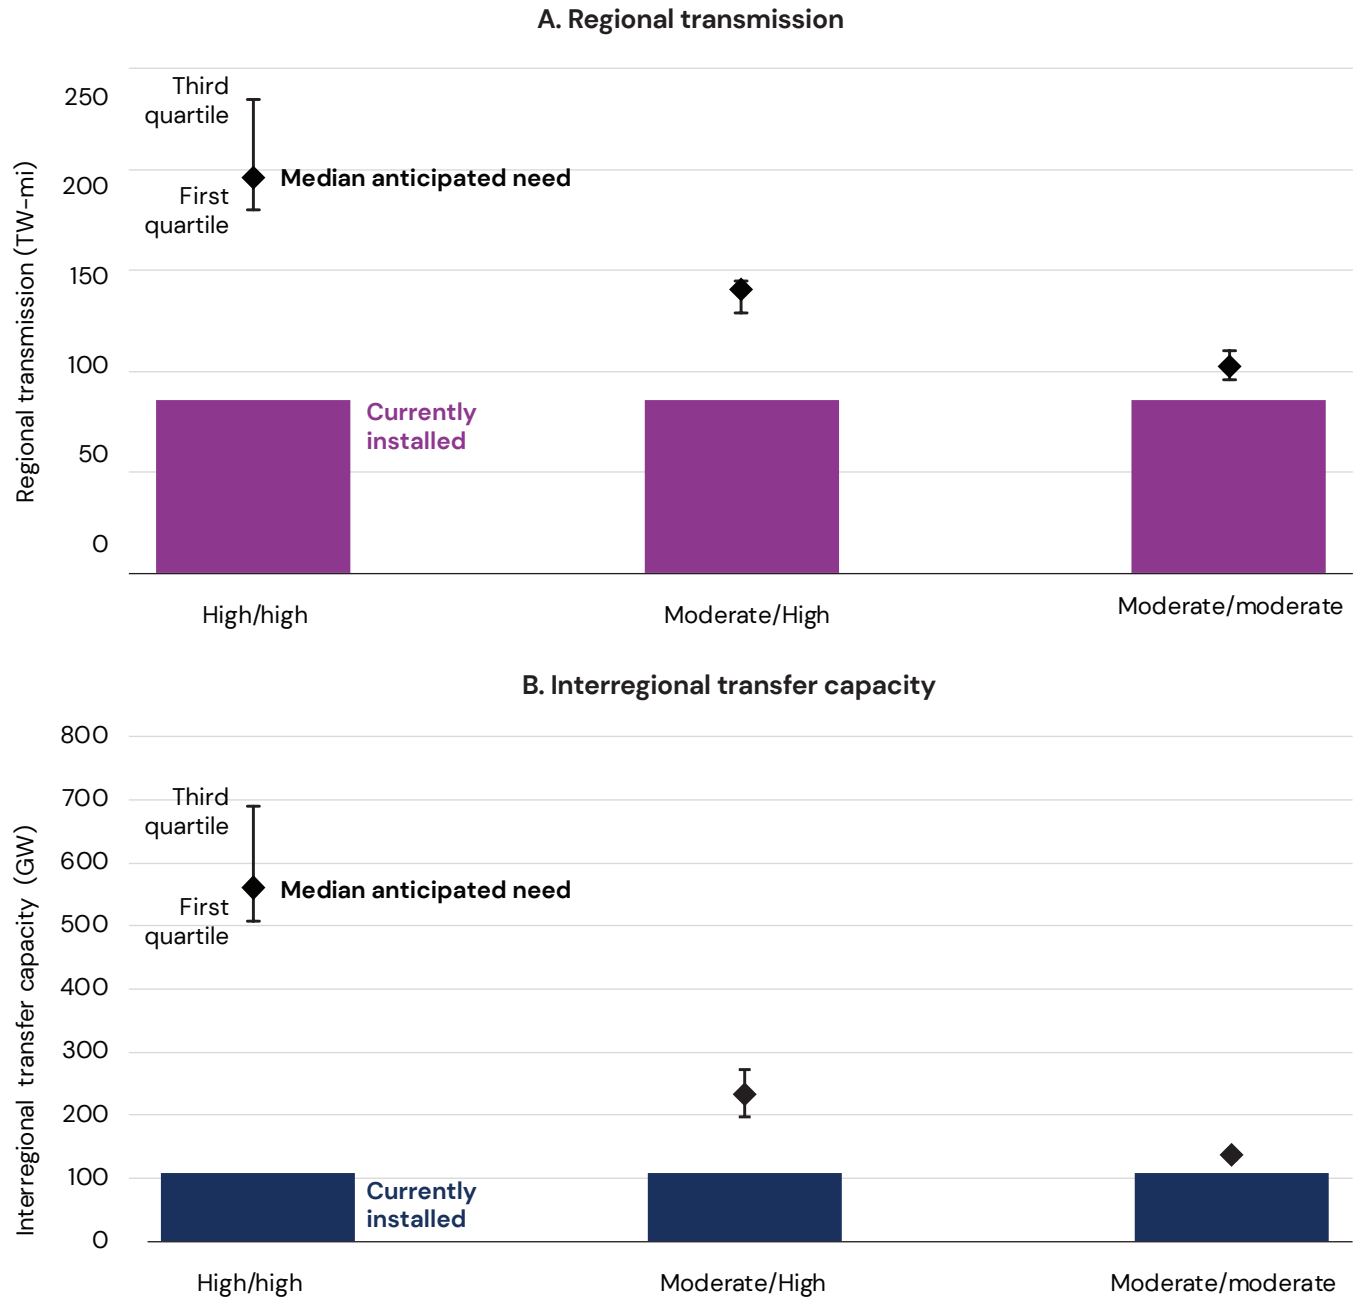 A. Regional transmission
Regional transmission (TW-mi)
250
200
150
100
50
0
Third
quartile
First
quartile
Median anticipated need
Currently
installed
High/high
Moderate/High
Moderate/moderate
B. Interregional transfer capacity
Interregional transfer capacity (GW)
800
700
600
500
400
300
200
100
0
Third
quartile
First
quartile
Median anticipated need
Currently
installed
High/high
Moderate/High
Moderate/moderate